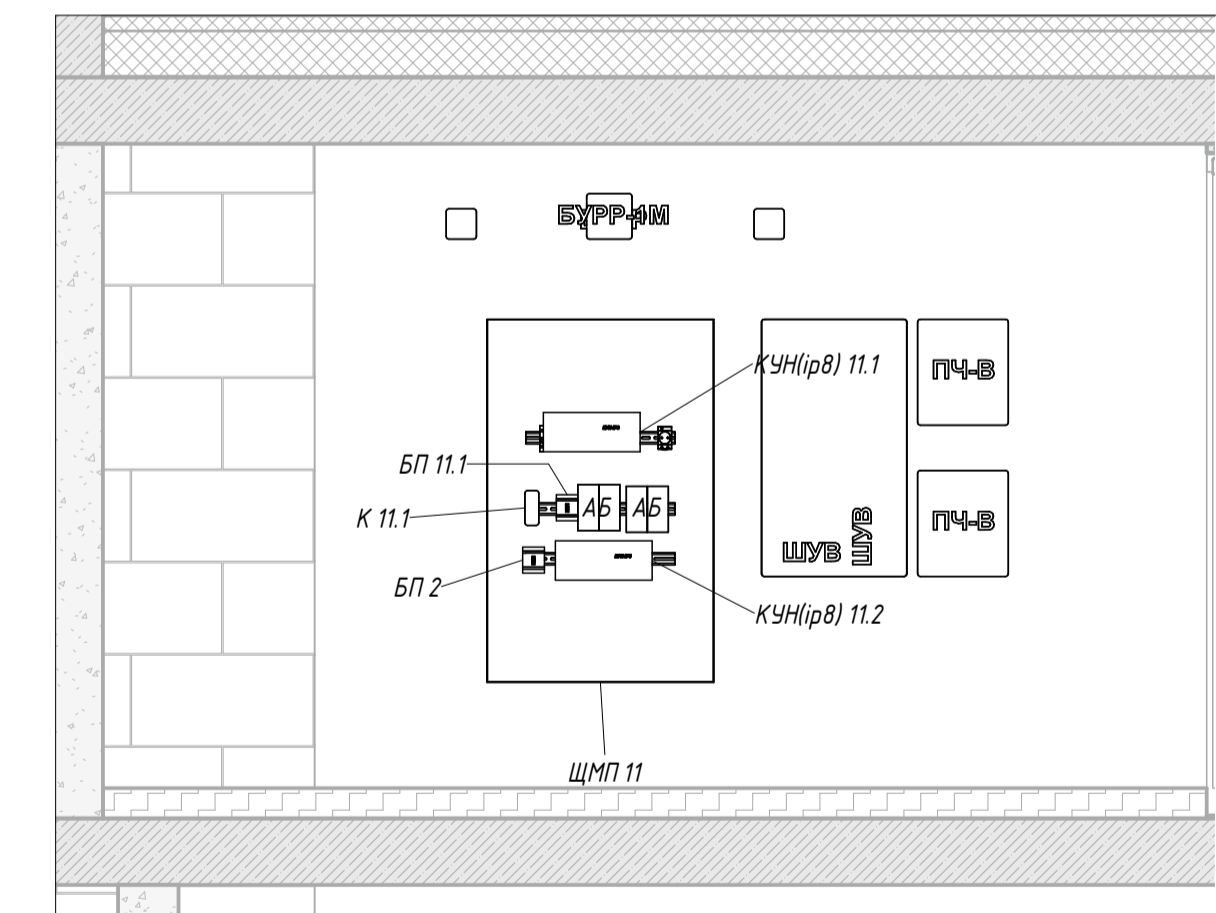 БУРР-1М
КУН(ip8) 11.1
ПЧ-В
БП 11.1
К 11.1
АБ
АБ
ПЧ-В
ШУВ
ШУВ
БП 2
КУН(ip8) 11.2
ЩМП 11